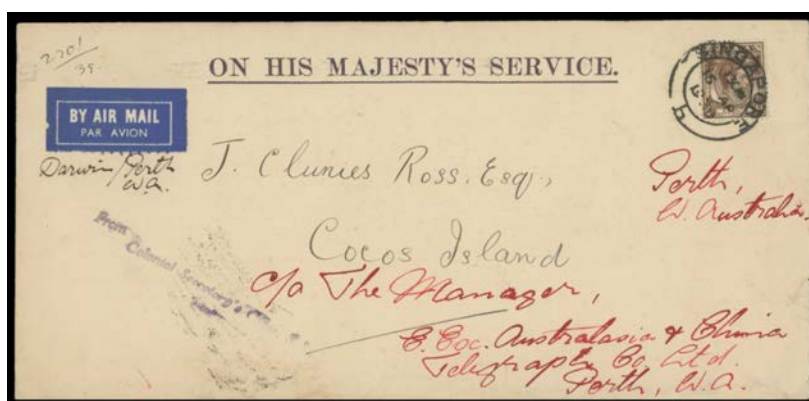 2201/39
ON HIS MAJESTY'S SERVICE.
SINGAPORE
BY AIR MAIL
PAR AVION
Darwin/Perth
W.A.
J. Clunies Ross. Esq.,
Perth,
W. Australia.
Cocos Island
From
Colonial Secretary's
c/o The Manager,
Australasia & China
Telegraph Co. Ltd.
Perth, W.A.